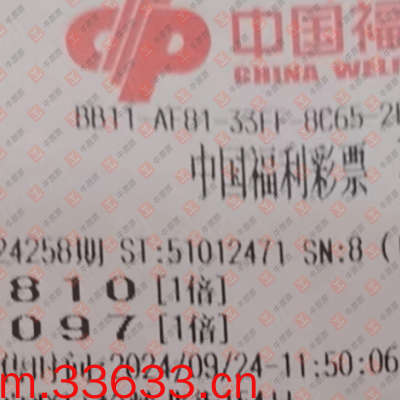 中国福
CHINA WEL
BB11-AF81-33FF-8C65-2
中国福利彩票
24258期 ST:51012471 SN:8 (
810[1倍]
097[1倍]
:2024/09/24-11:50:06
m.33633.cn